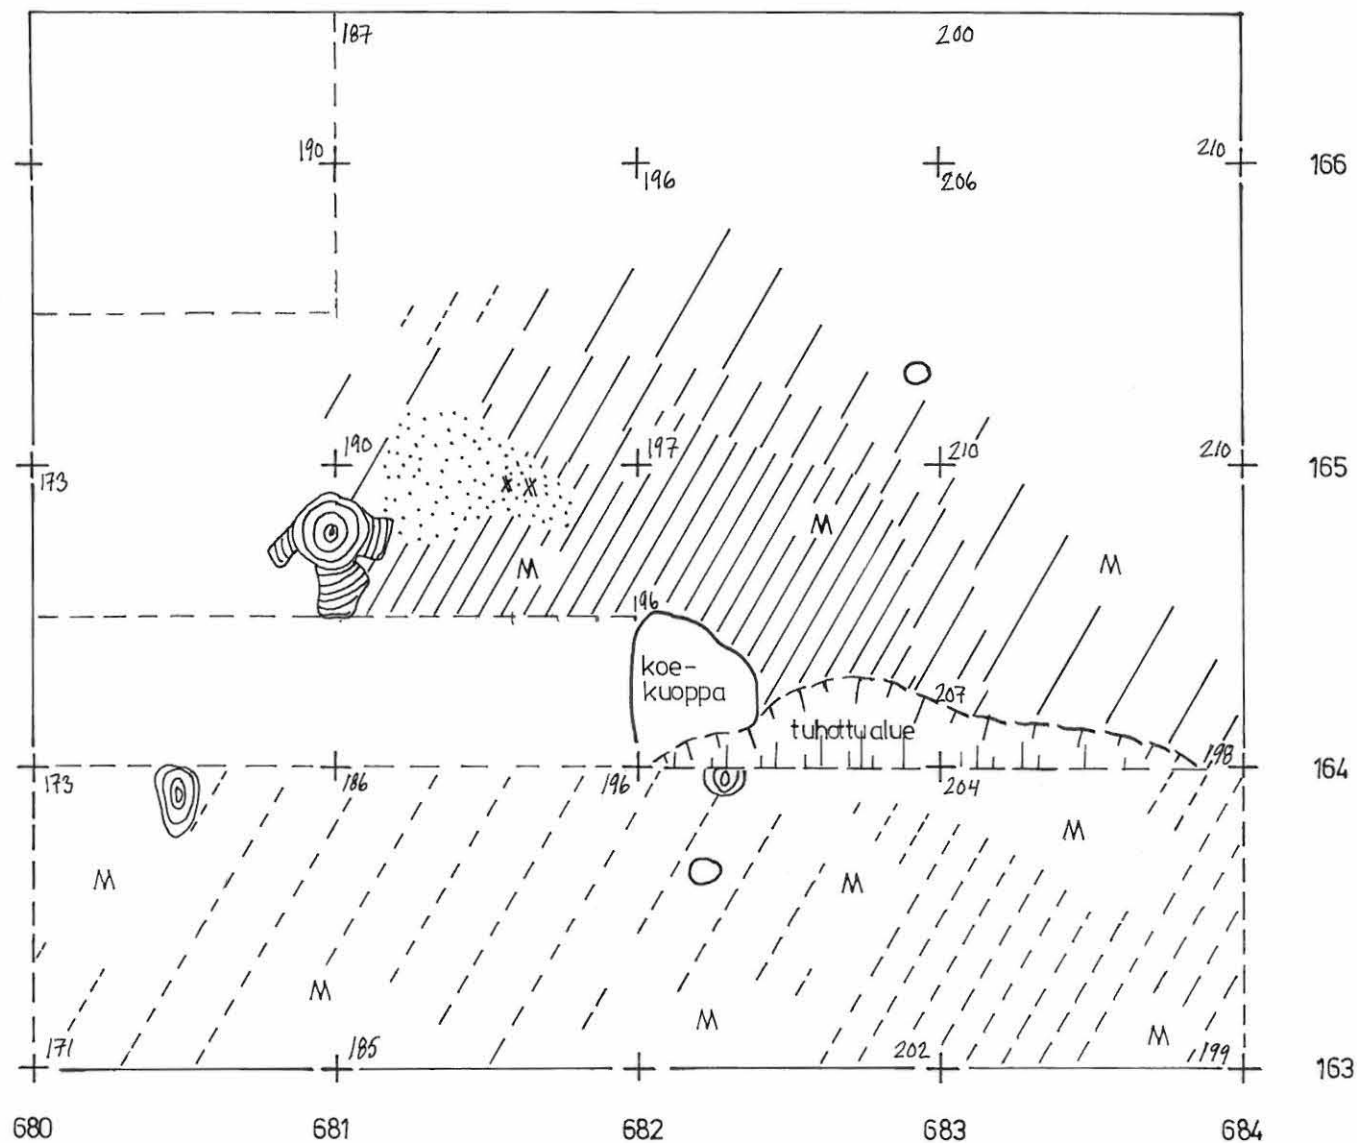 187 200
190 196 206 210 166
173 190 197 210 210 165
M
XX
M
M
196
koe-
kuoppa
207
tuhottu alue
198
173 186 196 204 164
M
M
M
M
M
M
171 185 202 199 163
680 681 682 683 684